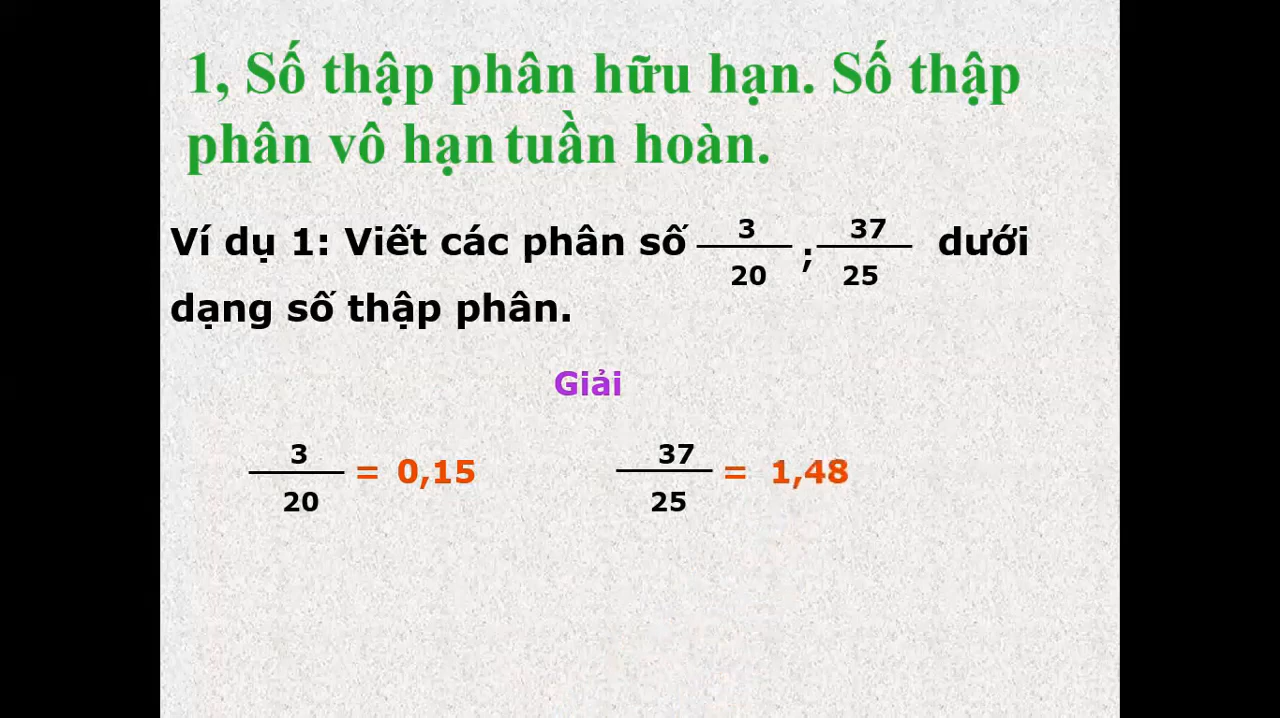 1, Số thập phân hữu hạn. Số thập
phân vô hạn tuần hoàn.
Ví dụ 1: Viết các phân số 3/20 ; 37/25 dưới
dạng số thập phân.
Giải
3/20 = 0,15 37/25 = 1,48